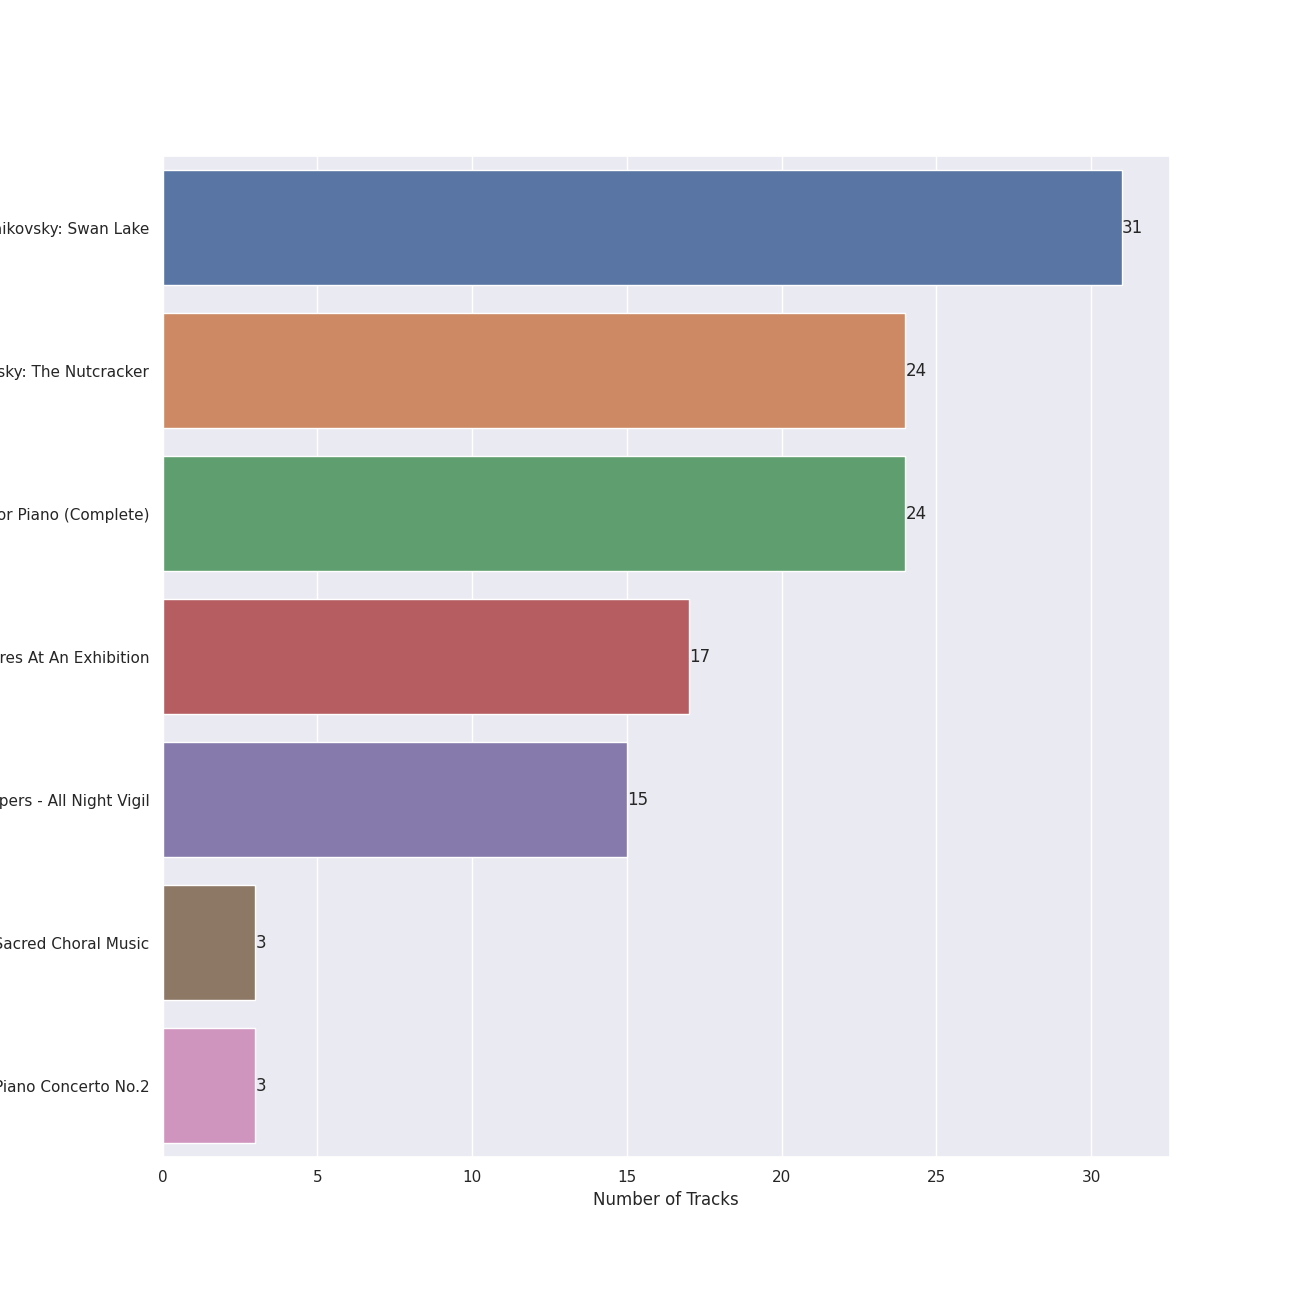 ikovsky: Swan Lake
31
sky: The Nutcracker
24
or Piano (Complete)
24
res At An Exhibition
17
pers - All Night Vigil
15
Sacred Choral Music
3
Piano Concerto No.2
3
0 5 10 15 20 25 30
Number of Tracks